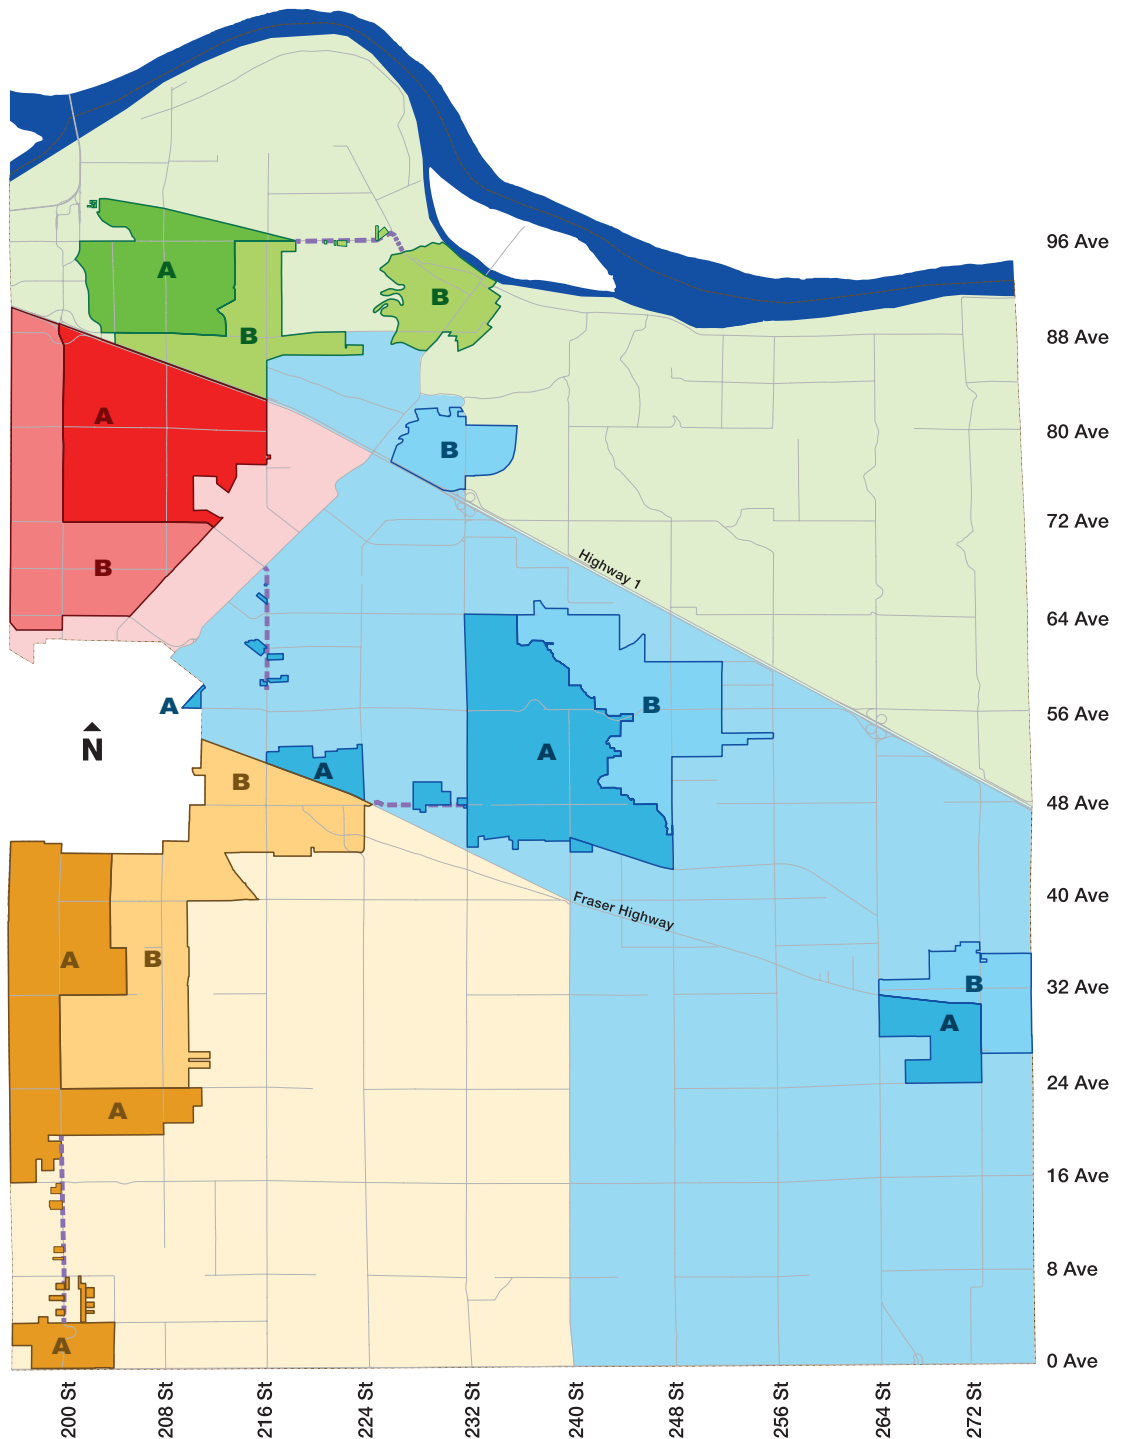 96 Ave
A
B
B
88 Ave
A
80 Ave
B
72 Ave
Highway 1
B
64 Ave
A
B
56 Ave
N
A
A
B
48 Ave
40 Ave
Fraser Highway
A
B
B
32 Ave
A
24 Ave
A
16 Ave
8 Ave
A
0 Ave
200 St
208 St
216 St
224 St
232 St
240 St
248 St
256 St
264 St
272 St